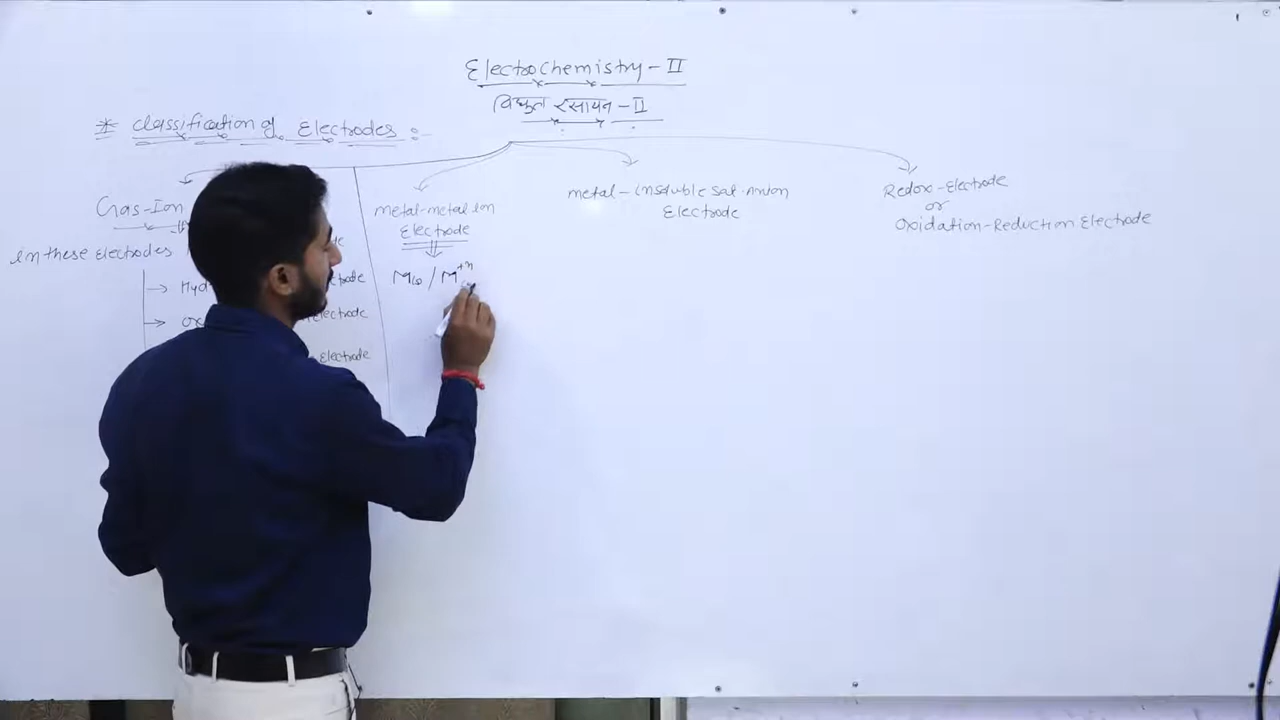 Electrochemistry-II
विद्युत रसायन-II
* Classification of Electrodes :-
Gas-Ion
in these Electrodes
→ Hyd
→ ox
Electrode
Electrode
metal-metal ion
Electrode
M(s) / M+n
metal-insoluble salt-Anion
Electrode
Redox-Electrode
or
Oxidation-Reduction Electrode